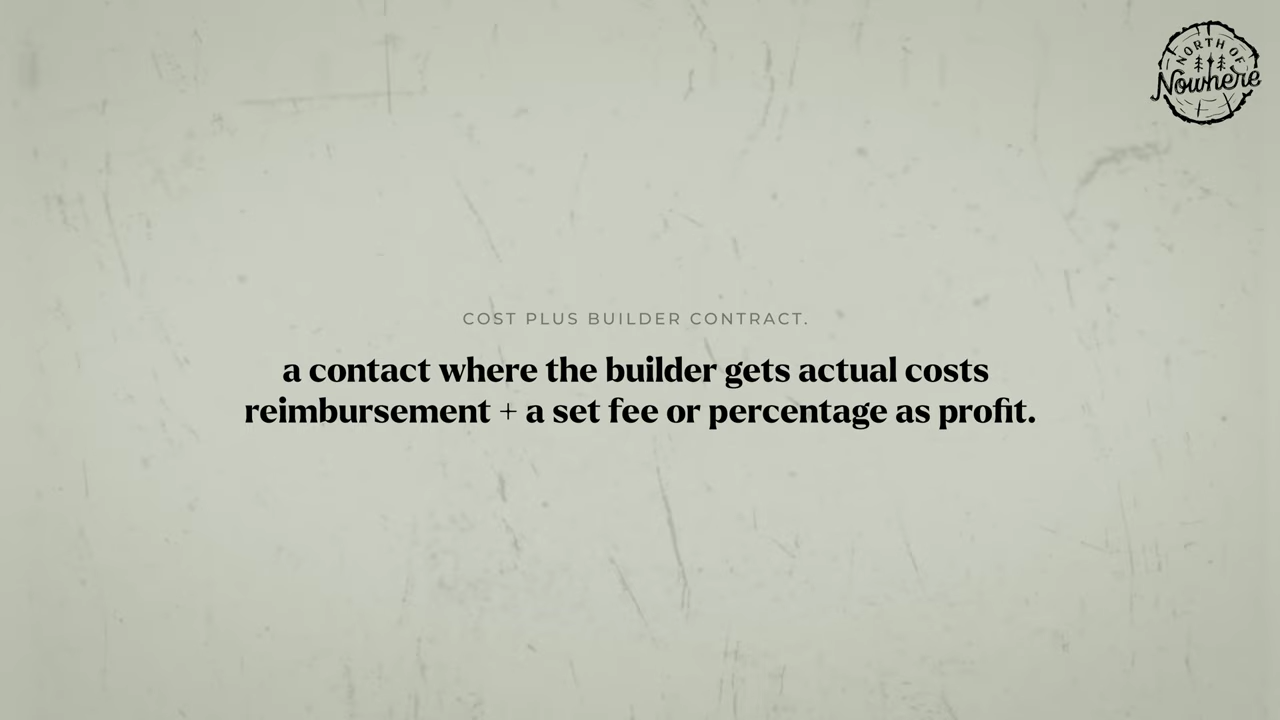 NORTH OF
Nowhere
COST PLUS BUILDER CONTRACT.
a contact where the builder gets actual costs
reimbursement + a set fee or percentage as profit.